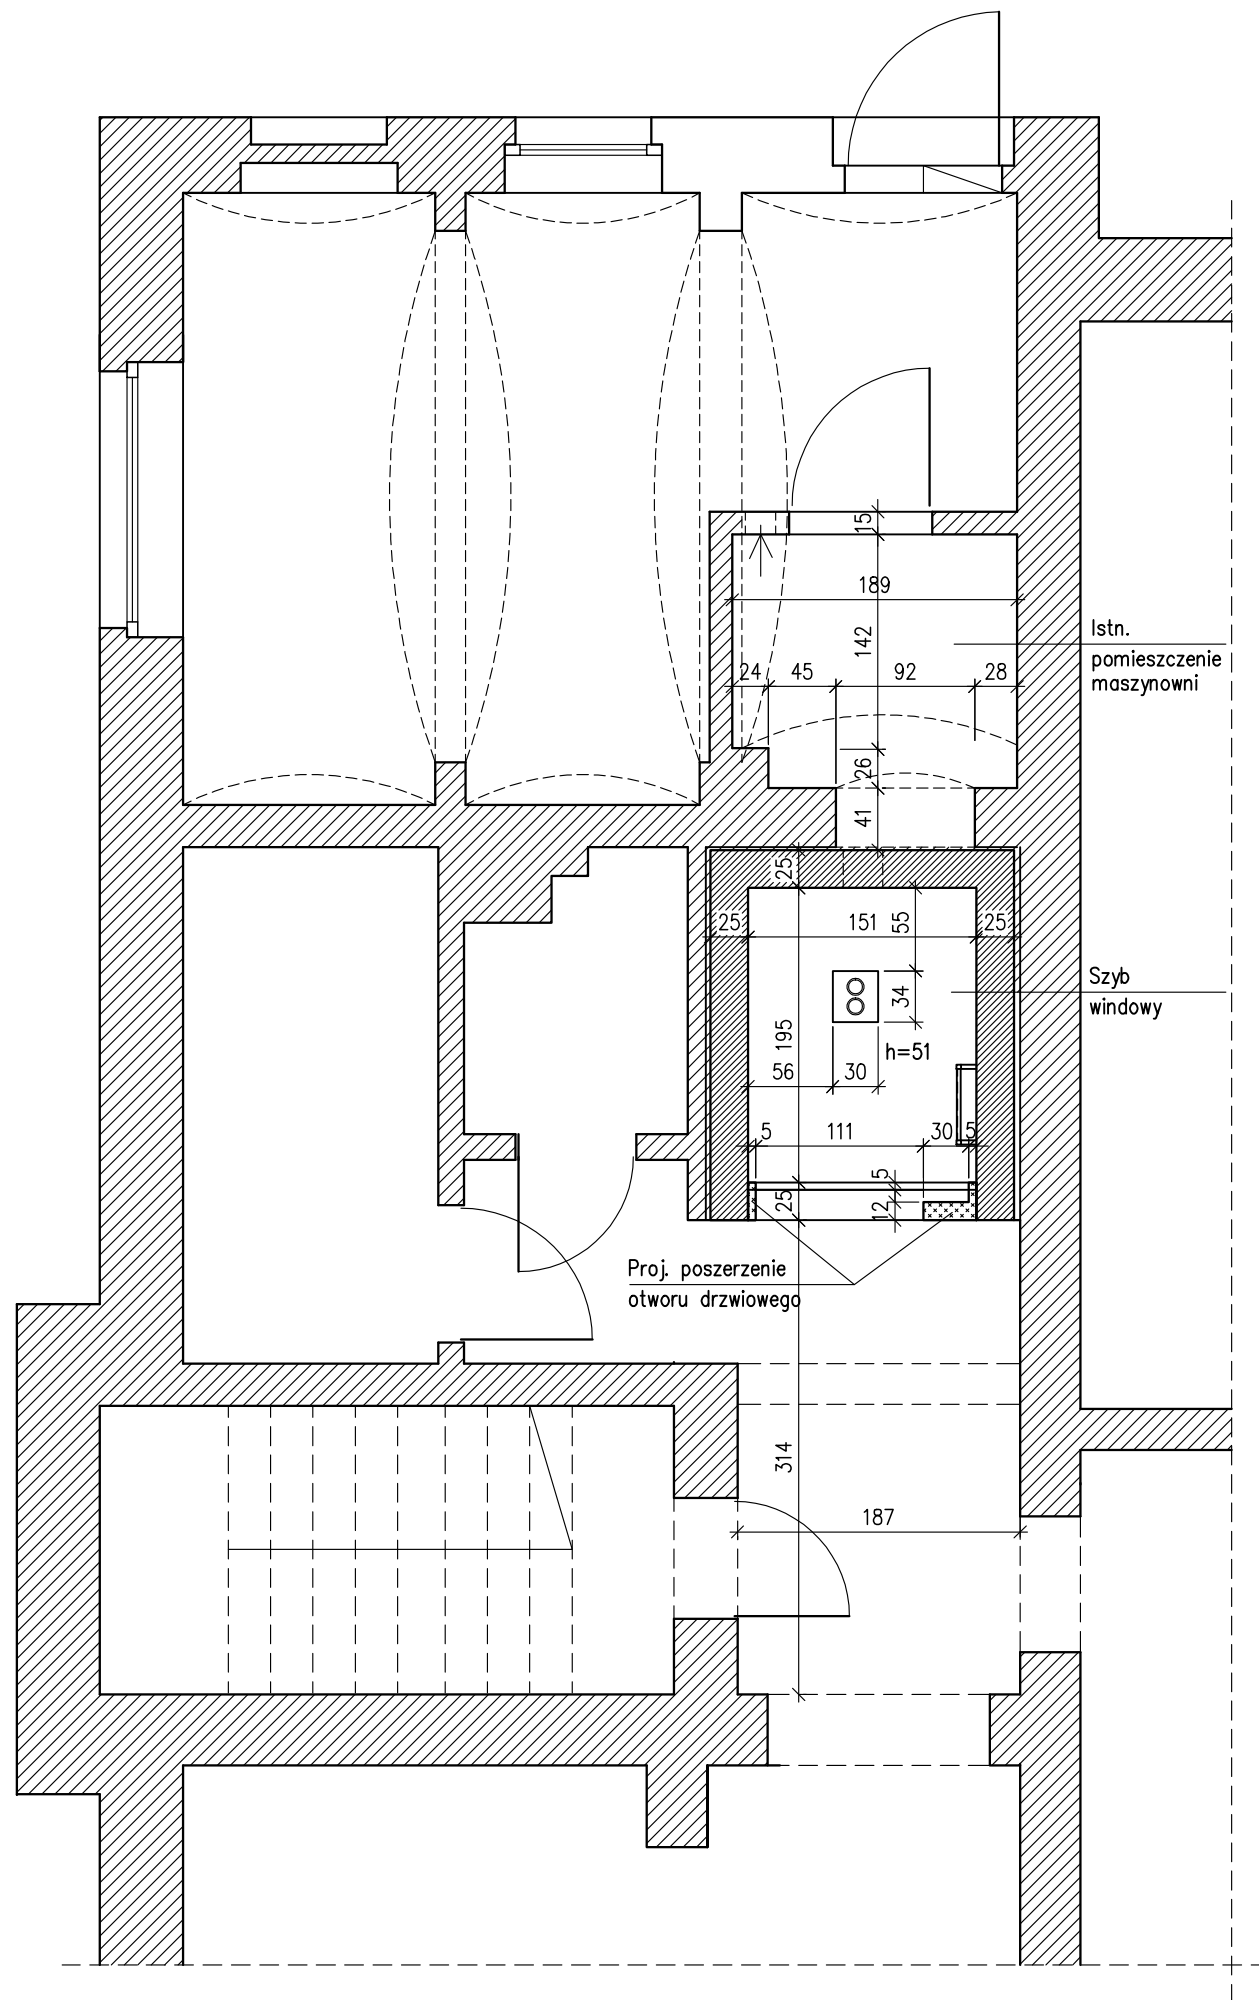 15
189
Istn.
142
pomieszczenie
24 45 92 28
maszynowni
26
41
25
25 151 25
55
Szyb
34
windowy
195
h=51
56 30
5 111 30 5
5
25
12
Proj. poszerzenie
otworu drzwiowego
314
187